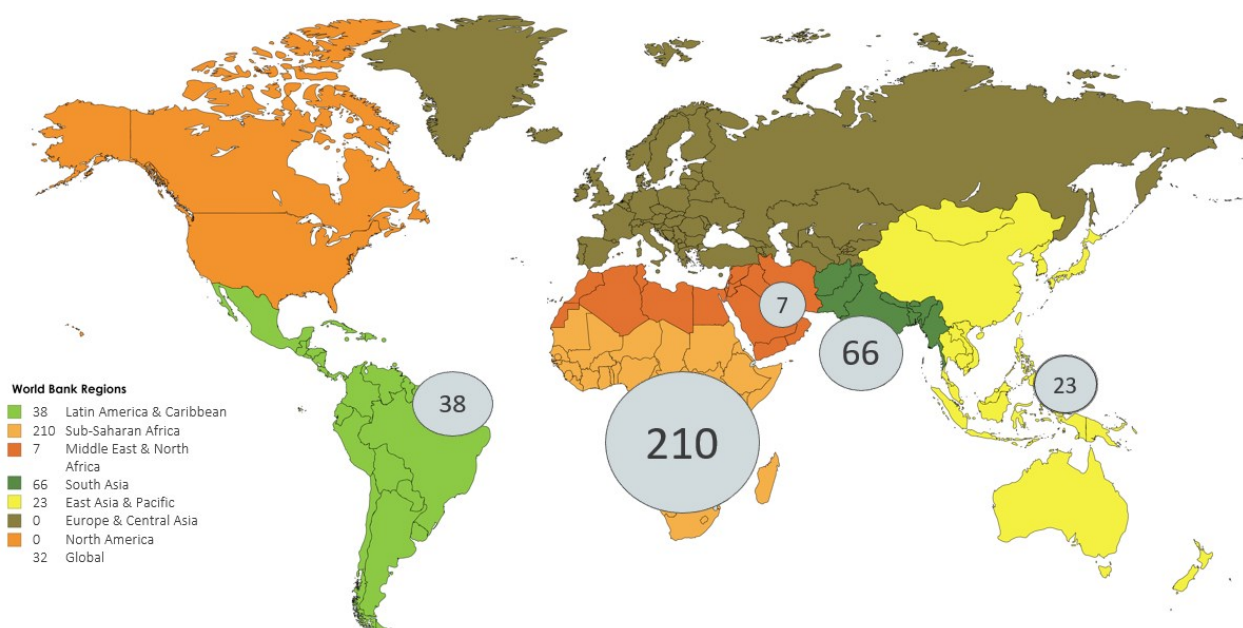 7
66
23
38
210
World Bank Regions
38 Latin America & Caribbean
210 Sub-Saharan Africa
7 Middle East & North
Africa
66 South Asia
23 East Asia & Pacific
0 Europe & Central Asia
0 North America
32 Global